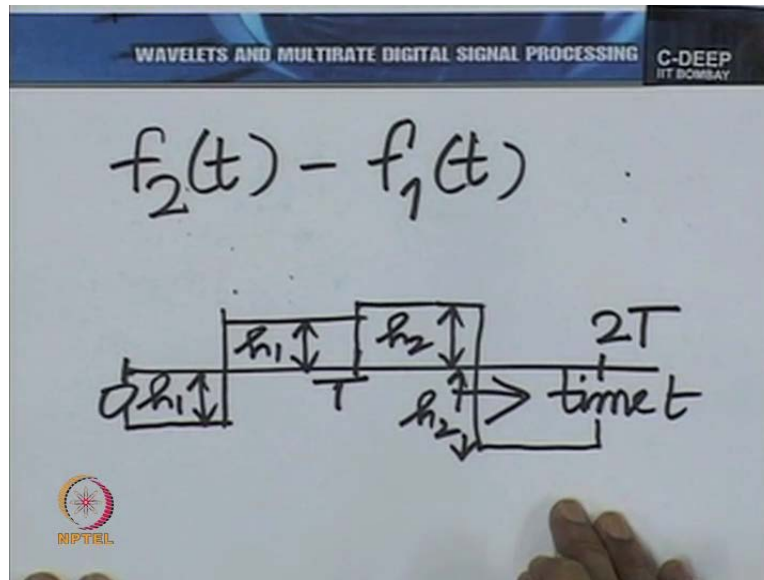 WAVELETS AND MULTIRATE DIGITAL SIGNAL PROCESSING
C-DEEP
IIT BOMBAY
f₂(t) - f₁(t)
h₁ h₂ 2T
0 h₁ T h₂ time t
NPTEL